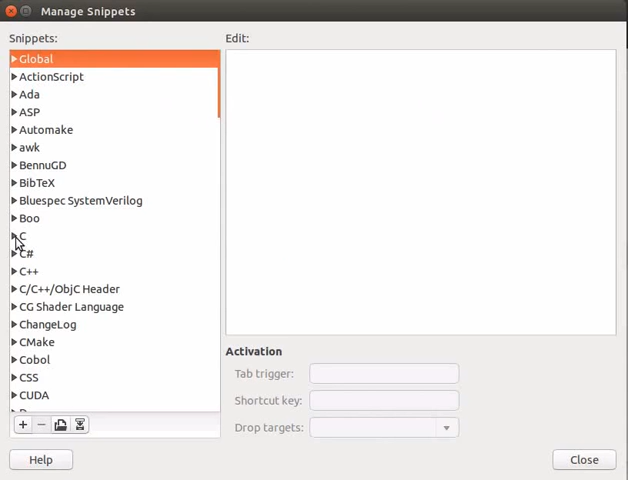 Manage Snippets
Snippets:
Global
ActionScript
Ada
ASP
Automake
awk
BennuGD
BibTeX
Bluespec SystemVerilog
Boo
C
C#
C++
C/C++/ObjC Header
CG Shader Language
ChangeLog
CMake
Cobol
CSS
CUDA
Edit:
Activation
Tab trigger:
Shortcut key:
Drop targets:
Help
Close